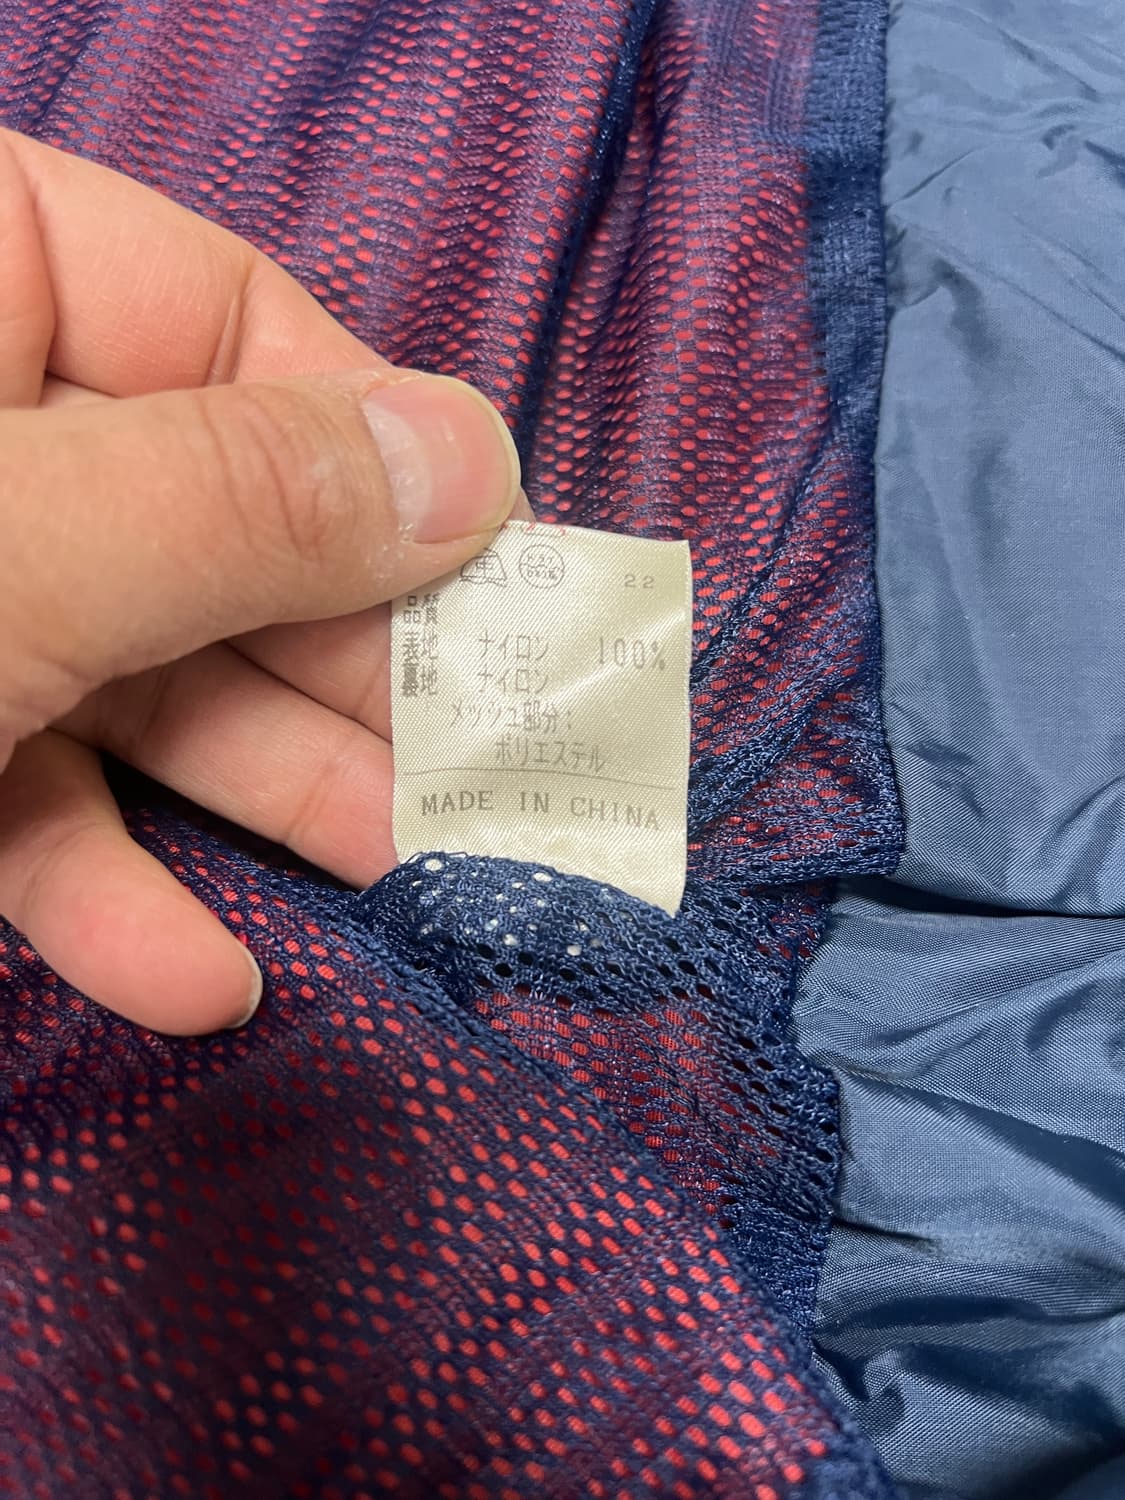 22
品質
表地 ナイロン 100%
裏地 ナイロン
メッシュ部分:
ポリエステル
MADE IN CHINA